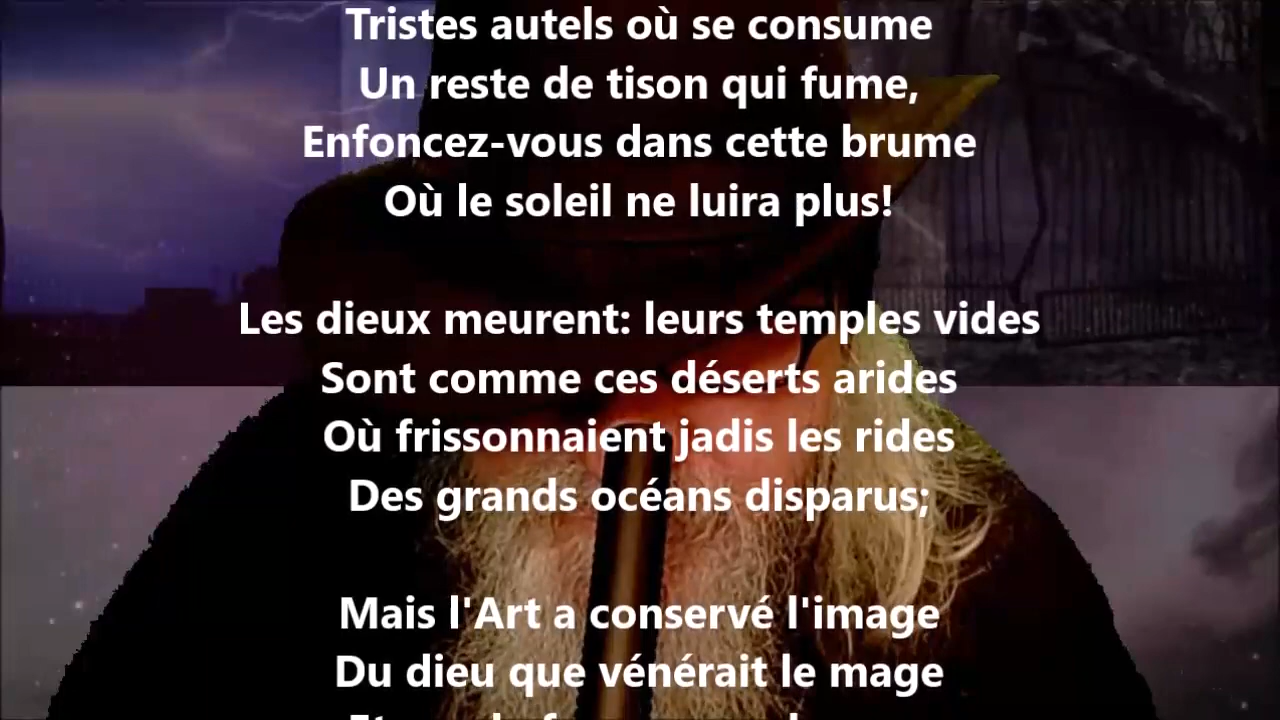 Tristes autels où se consume
Un reste de tison qui fume,
Enfoncez-vous dans cette brume
Où le soleil ne luira plus!
Les dieux meurent: leurs temples vides
Sont comme ces déserts arides
Où frissonnaient jadis les rides
Des grands océans disparus;
Mais l'Art a conservé l'image
Du dieu que vénérait le mage